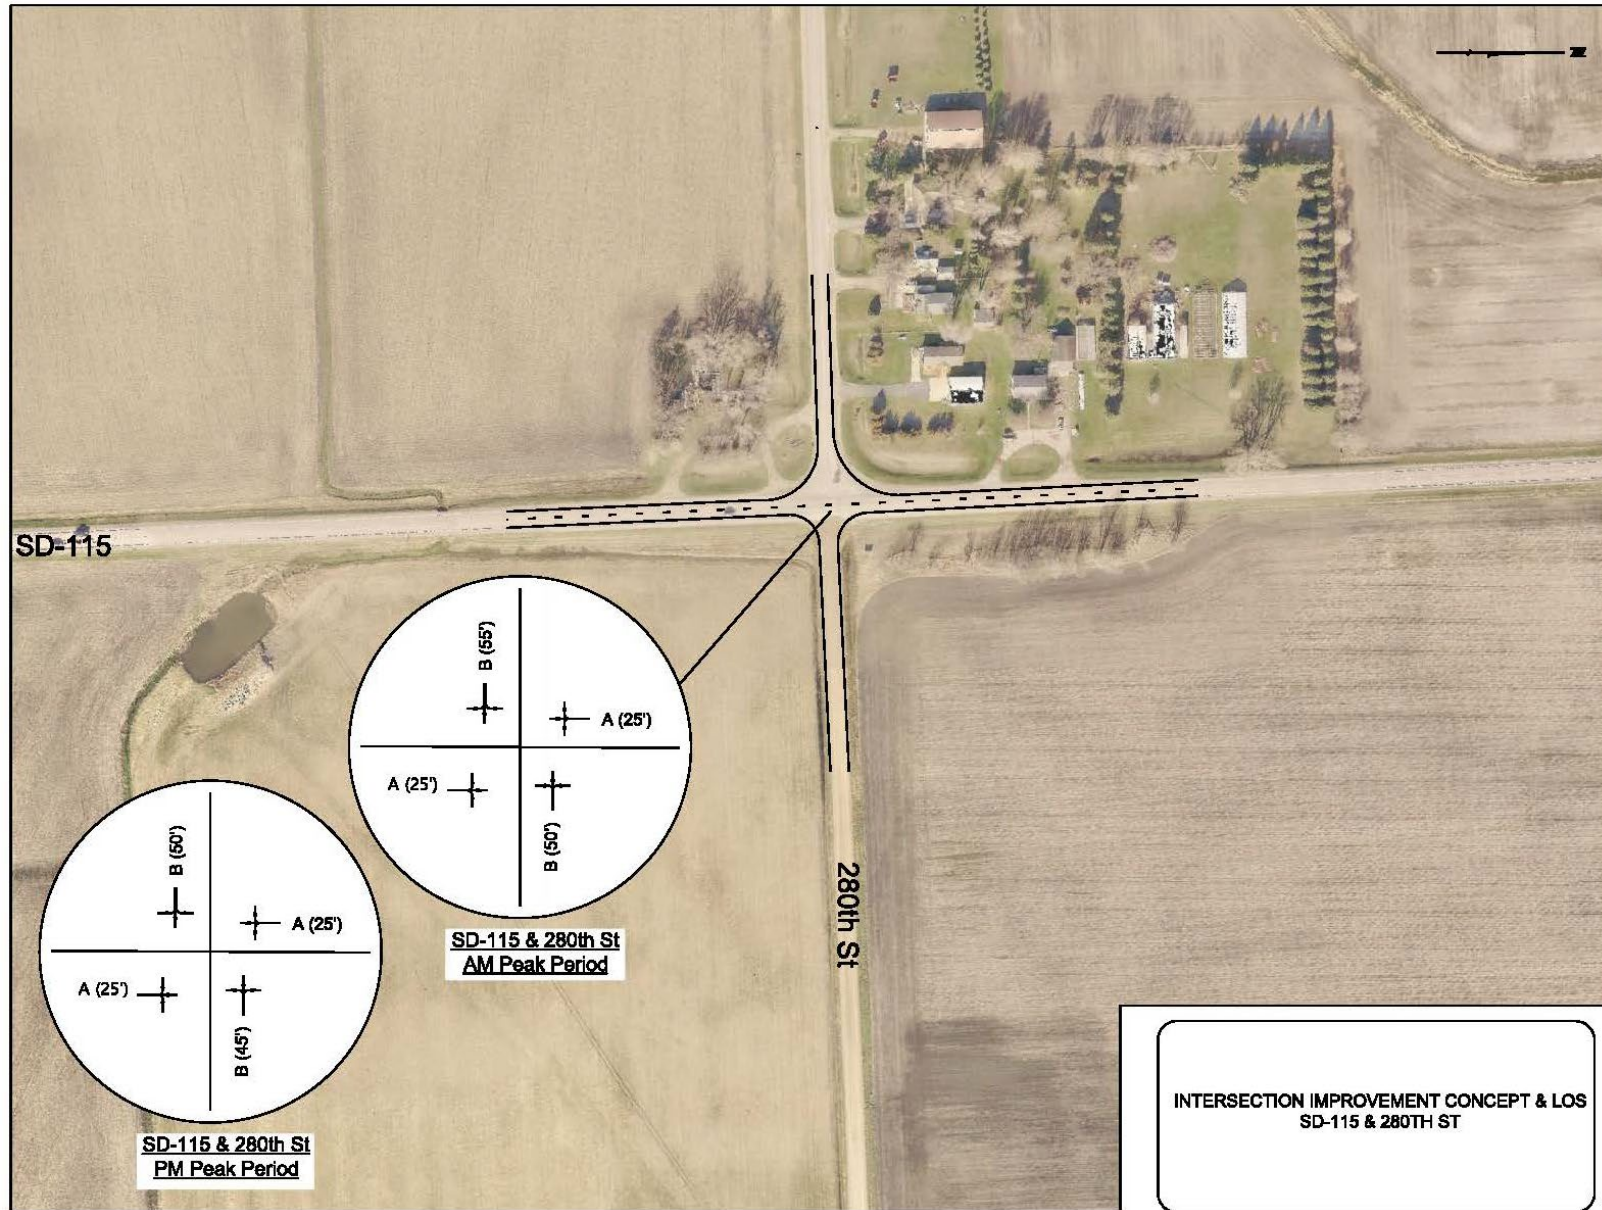 SD-115
B (55')
A (25')
A (25')
B (50')
SD-115 & 280th St
AM Peak Period
B (50')
A (25')
A (25')
B (45')
SD-115 & 280th St
PM Peak Period
280th St
INTERSECTION IMPROVEMENT CONCEPT & LOS
SD-115 & 280TH ST